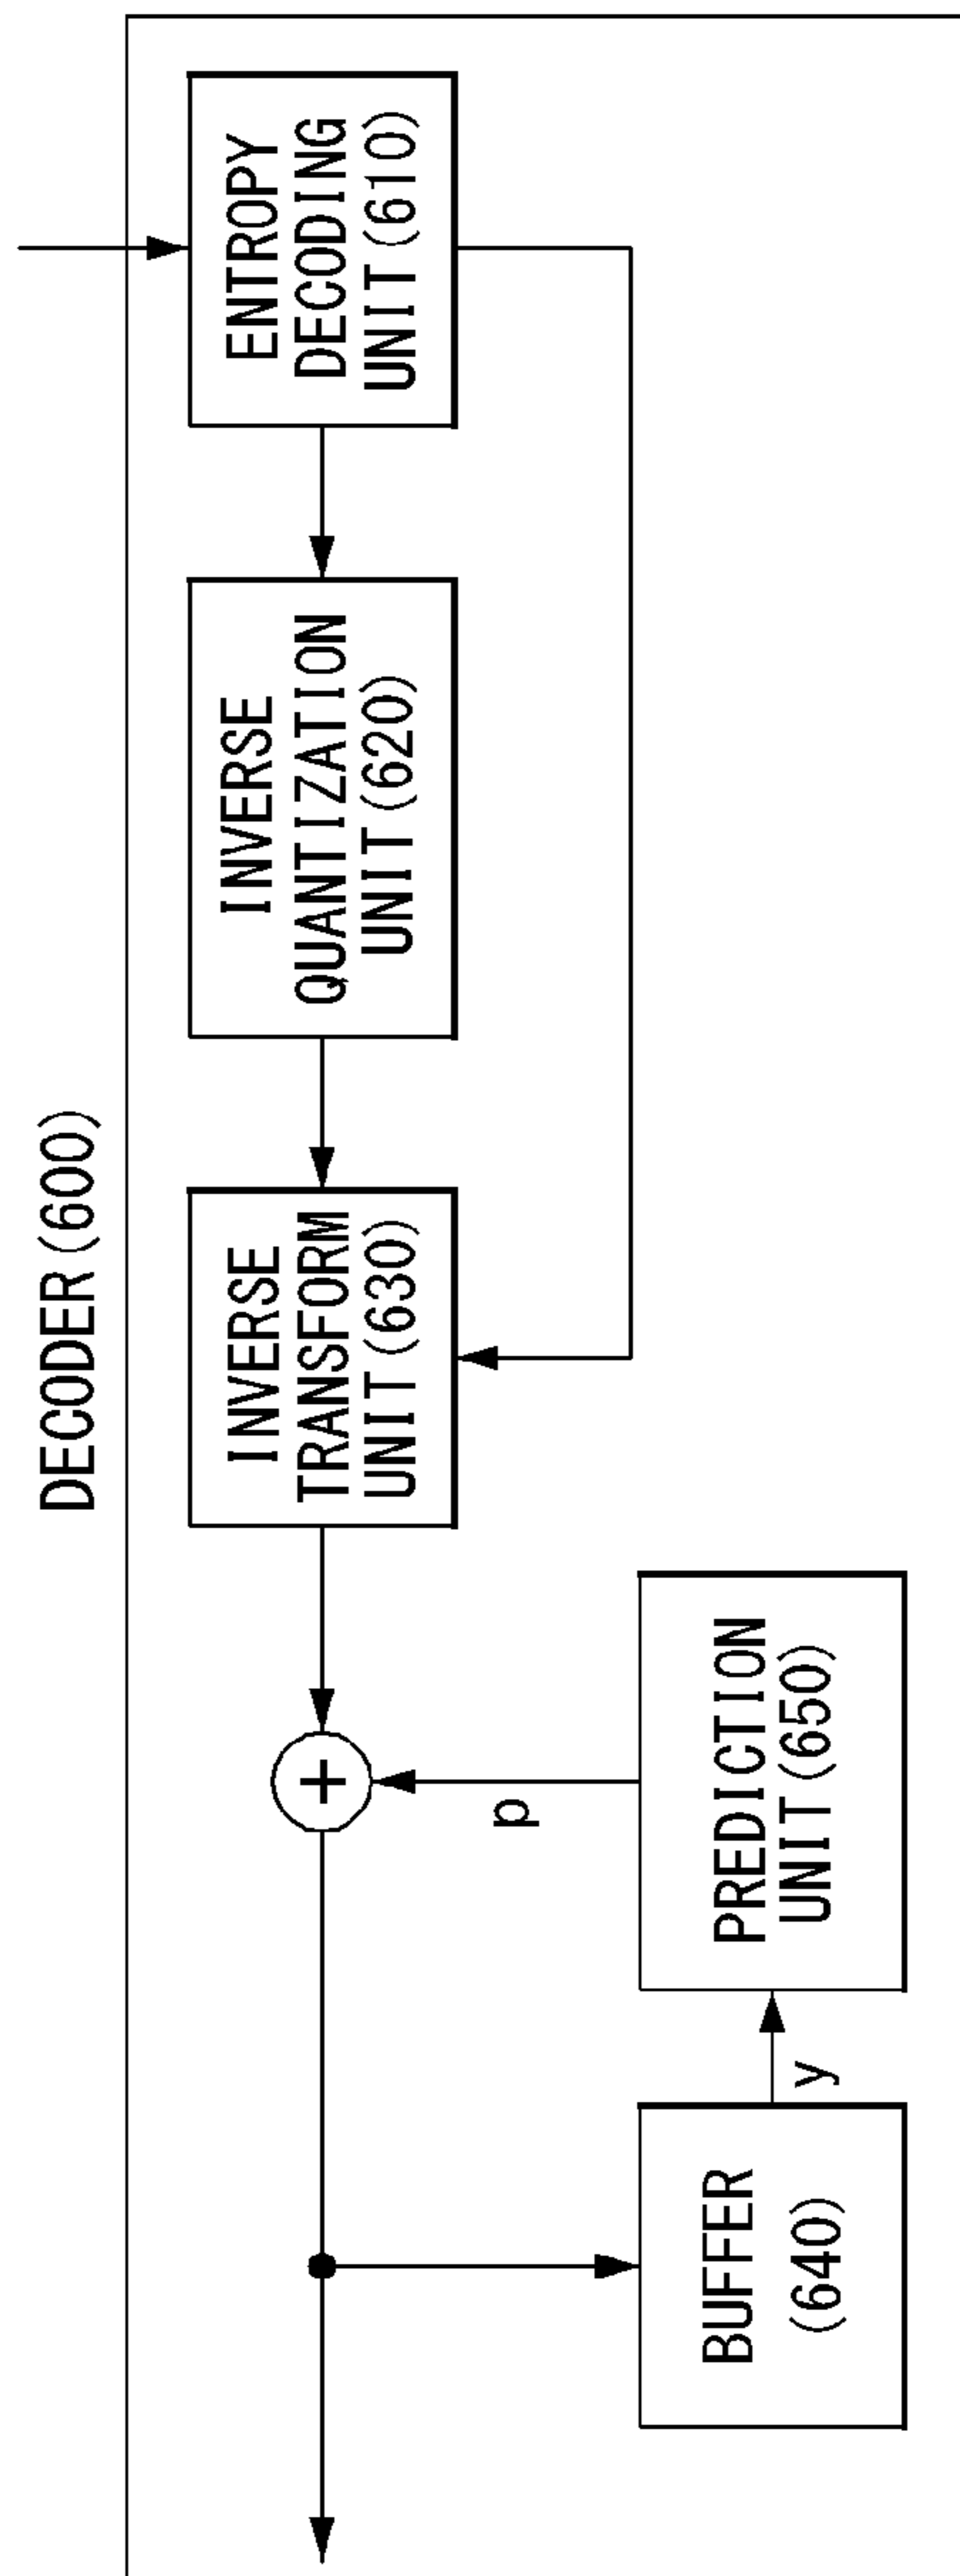 DECODER(600)
ENTROPY
DECODING
UNIT(610)
INVERSE
QUANTIZATION
UNIT(620)
INVERSE
TRANSFORM
UNIT(630)
+
p
PREDICTION
UNIT(650)
y
BUFFER
(640)